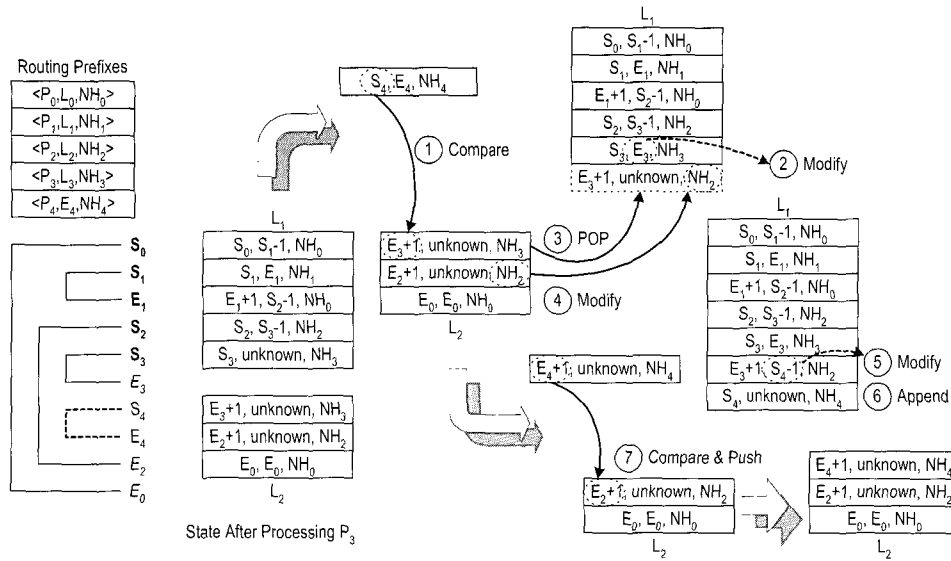 Routing Prefixes
<P₀,L₀,NH₀>
<P₁,L₁,NH₁>
<P₂,L₂,NH₂>
<P₃,L₃,NH₃>
<P₄,E₄,NH₄>
S₀
S₁
E₁
S₂
S₃
E₃
S₄
E₄
E₂
E₀
L₁
S₀, S₁-1, NH₀
S₁, E₁, NH₁
E₁+1, S₂-1, NH₀
S₂, S₃-1, NH₂
S₃, unknown, NH₃
E₃+1, unknown, NH₃
E₂+1, unknown, NH₂
E₀, E₀, NH₀
L₂
State After Processing P₃
S₄, E₄, NH₄
1 Compare
E₃+1, unknown, NH₃
E₂+1, unknown, NH₂
E₀, E₀, NH₀
L₂
3 POP
4 Modify
L₁
S₀, S₁-1, NH₀
S₁, E₁, NH₁
E₁+1, S₂-1, NH₀
S₂, S₃-1, NH₂
S₃, E₃, NH₃
E₃+1, unknown, NH₂
2 Modify
L₁
S₀, S₁-1, NH₀
S₁, E₁, NH₁
E₁+1, S₂-1, NH₀
S₂, S₃-1, NH₂
S₃, E₃, NH₃
E₃+1, S₄-1, NH₂
S₄, unknown, NH₄
5 Modify
6 Append
E₄+1, unknown, NH₄
7 Compare & Push
E₂+1, unknown, NH₂
E₀, E₀, NH₀
L₂
E₄+1, unknown, NH₄
E₂+1, unknown, NH₂
E₀, E₀, NH₀
L₂